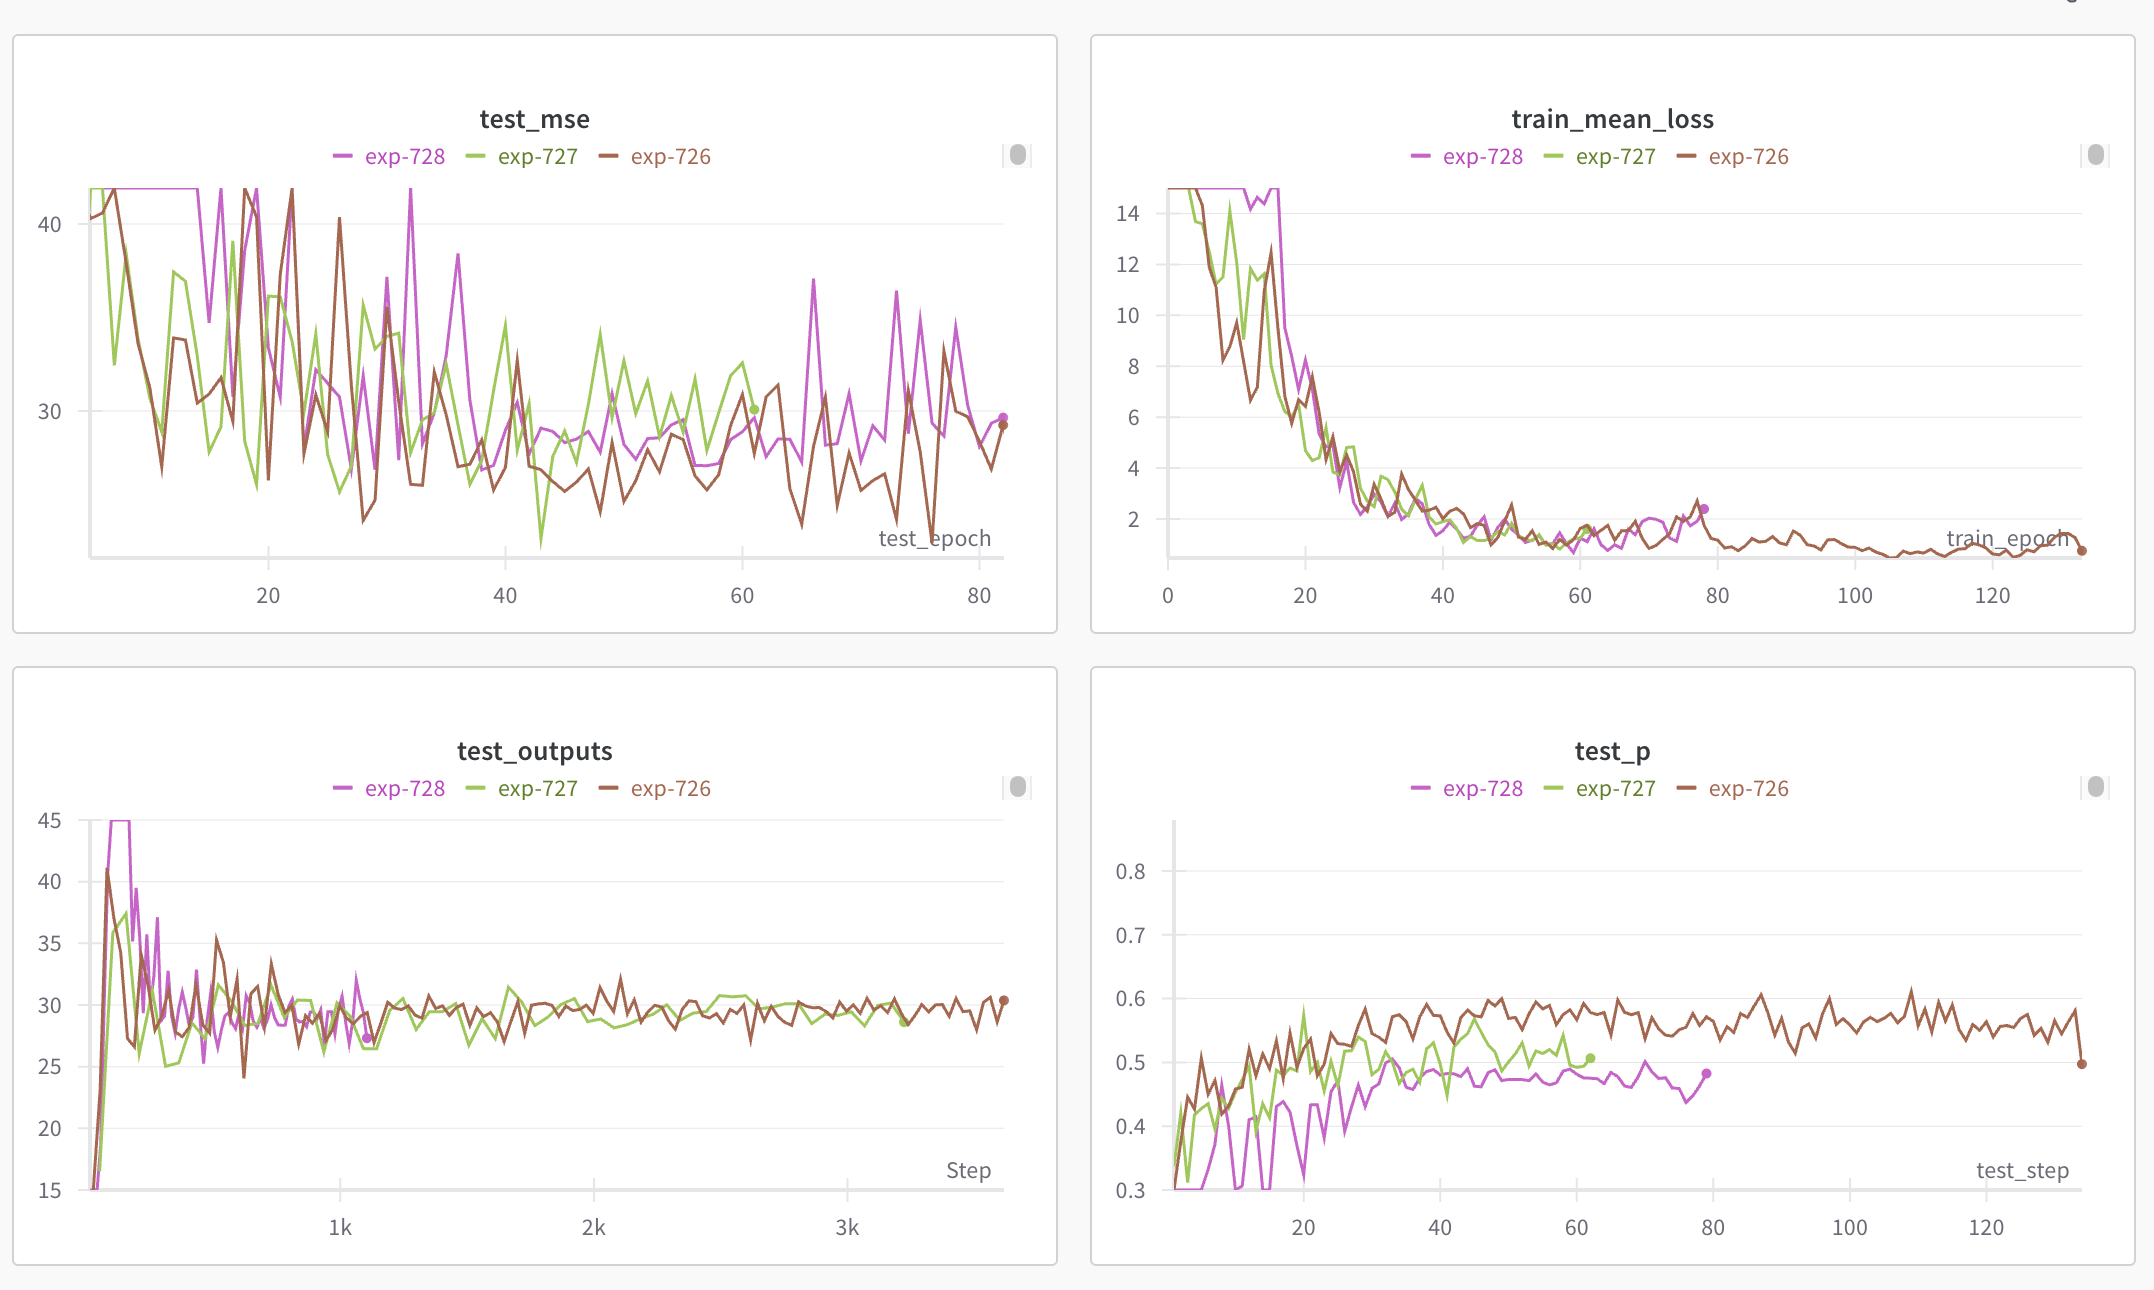 test_mse
exp-728 exp-727 exp-726
40
30
test_epoch
20 40 60 80
train_mean_loss
exp-728 exp-727 exp-726
14
12
10
8
6
4
2
train_epoch
0 20 40 60 80 100 120
test_outputs
exp-728 exp-727 exp-726
45
40
35
30
25
20
15
Step
1k 2k 3k
test_p
exp-728 exp-727 exp-726
0.8
0.7
0.6
0.5
0.4
0.3
test_step
20 40 60 80 100 120